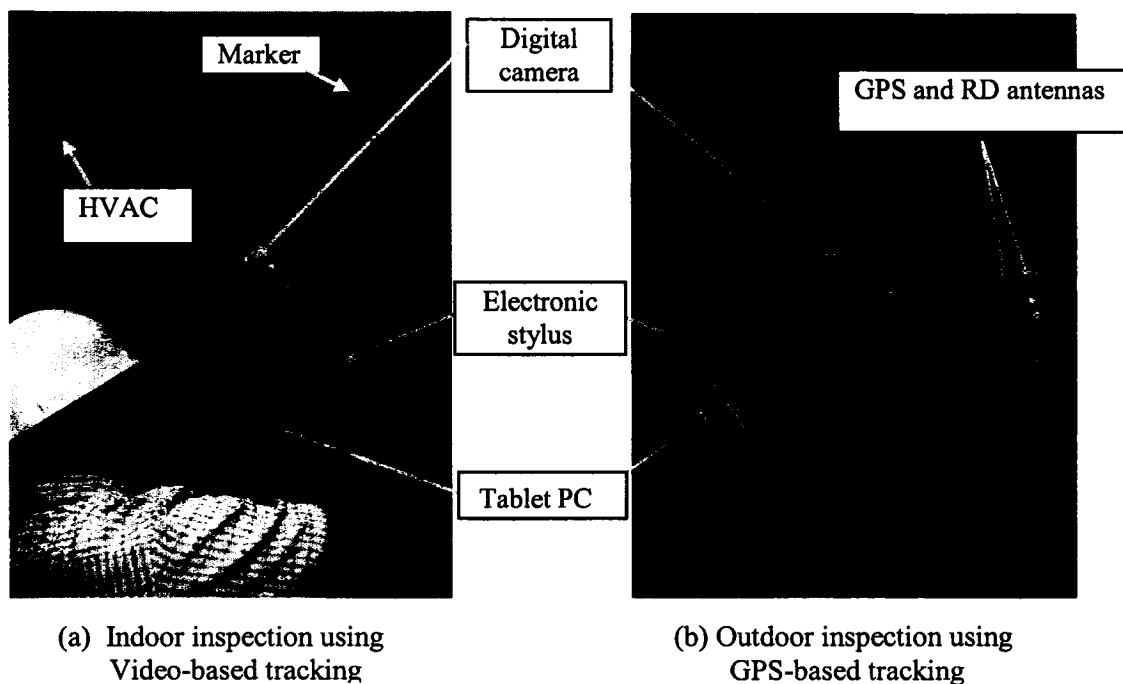 Marker
Digital
camera
GPS and RD antennas
HVAC
Electronic
stylus
Tablet PC
(a) Indoor inspection using
Video-based tracking
(b) Outdoor inspection using
GPS-based tracking